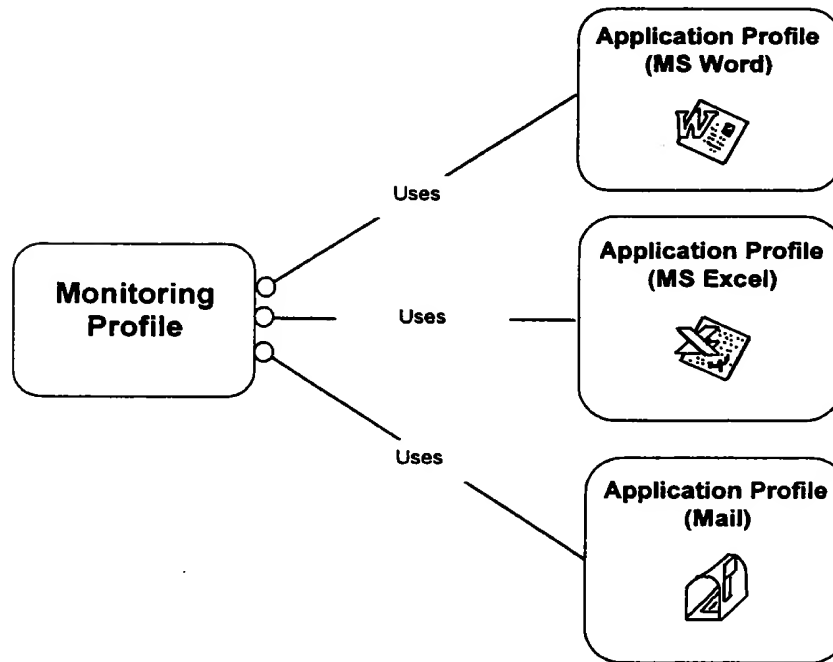 Application Profile
(MS Word)
W
Uses
Monitoring
Profile
Uses
Application Profile
(MS Excel)
Uses
Application Profile
(Mail)